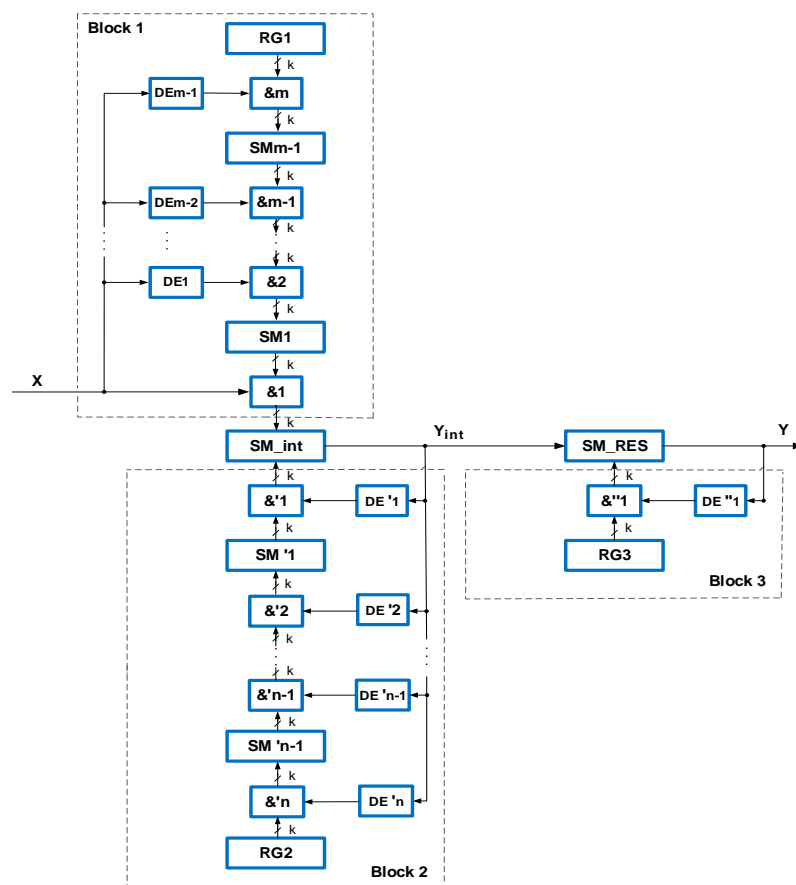 Block 1
RG1
k
DEm-1
&m
k
SMm-1
k
DEm-2
&m-1
k
k
DE1
&2
k
SM1
k
X
&1
k
SM_int
Yint
SM_RES
Y
k
k
&'1
DE '1
&''1
DE ''1
k
k
SM '1
RG3
k
Block 3
&'2
DE '2
k
k
&'n-1
DE 'n-1
k
SM 'n-1
k
&'n
DE 'n
k
RG2
Block 2